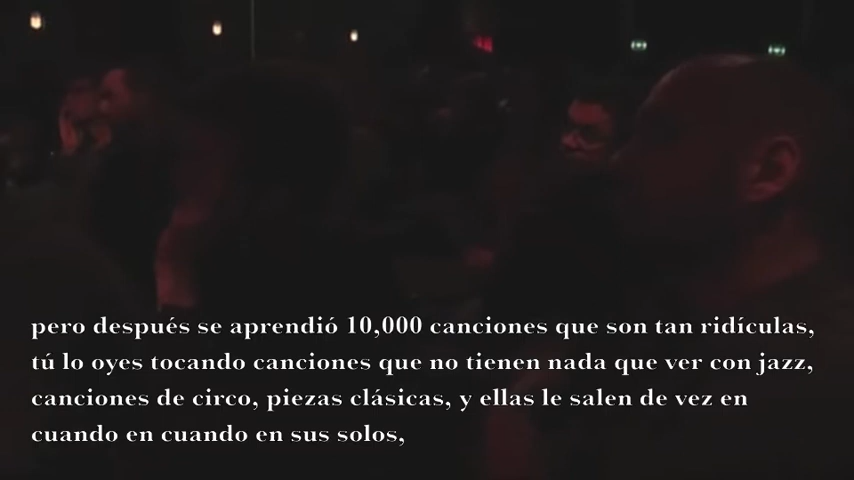 pero después se aprendió 10,000 canciones que son tan ridículas,
tú lo oyes tocando canciones que no tienen nada que ver con jazz,
canciones de circo, piezas clásicas, y ellas le salen de vez en
cuando en cuando en sus solos,